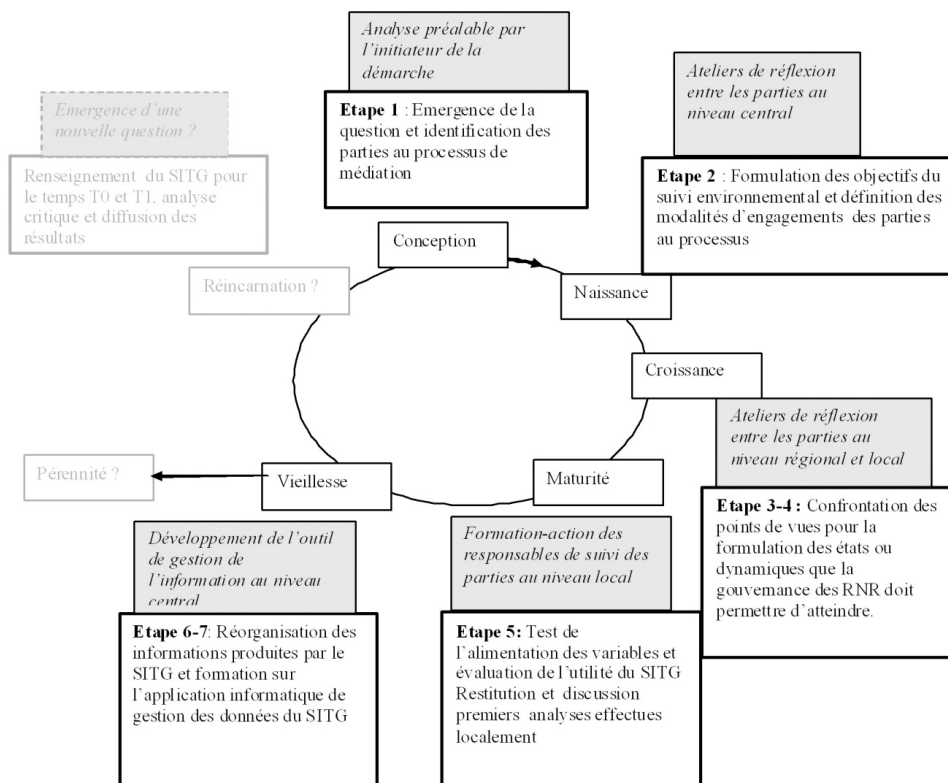 Analyse préalable par
l'initiateur de la
démarche
Etape 1 : Emergence de la
question et identification des
parties au processus de
médiation
Ateliers de réflexion
entre les parties au
niveau central
Etape 2 : Formulation des objectifs du
suivi environnemental et définition des
modalités d'engagements des parties
au processus
Emergence d'une
nouvelle question ?
Renseignement du SITG pour
le temps T0 et T1, analyse
critique et diffusion des
résultats
Conception
Réincarnation ?
Naissance
Croissance
Ateliers de réflexion
entre les parties au
niveau régional et local
Etape 3-4 : Confrontation des
points de vues pour la
formulation des états ou
dynamiques que la
gouvernance des RNR doit
permettre d'atteindre.
Pérennité ?
Vieillesse
Maturité
Développement de l'outil
de gestion de
l'information au niveau
central
Etape 6-7: Réorganisation des
informations produites par le
SITG et formation sur
l'application informatique de
gestion des données du SITG
Formation-action des
responsables de suivi des
parties au niveau local
Etape 5: Test de
l'alimentation des variables et
évaluation de l'utilité du SITG
Restitution et discussion
premiers analyses effectues
localement